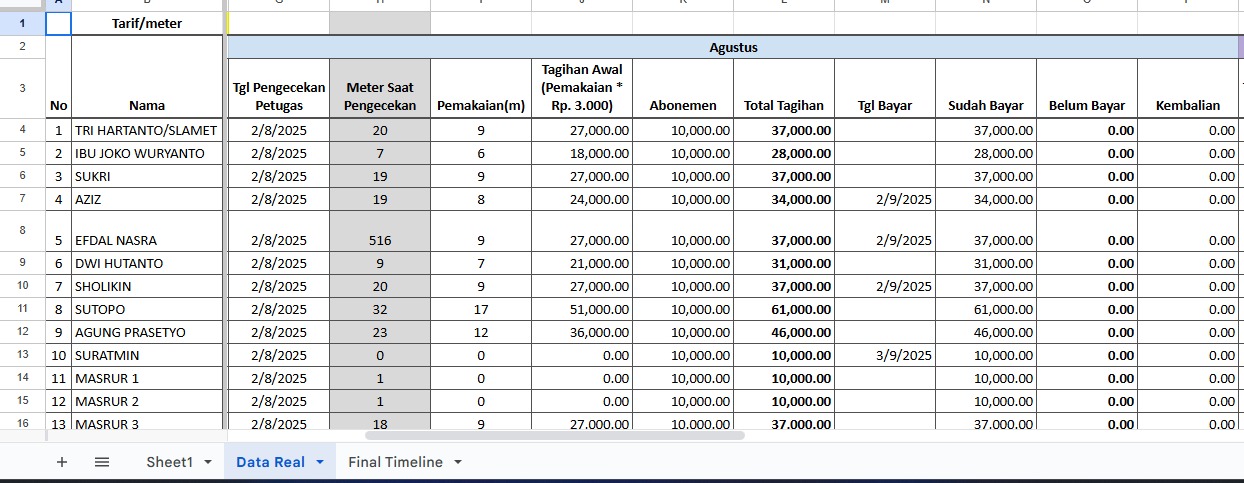 A
1 Tarif/meter
2 Agustus
3 No Nama Tgl Pengecekan Petugas Meter Saat Pengecekan Pemakaian(m) Tagihan Awal (Pemakaian * Rp. 3.000) Abonemen Total Tagihan Tgl Bayar Sudah Bayar Belum Bayar Kembalian
4 1 TRI HARTANTO/SLAMET 2/8/2025 20 9 27,000.00 10,000.00 37,000.00 37,000.00 0.00 0.00
5 2 IBU JOKO WURYANTO 2/8/2025 7 6 18,000.00 10,000.00 28,000.00 28,000.00 0.00 0.00
6 3 SUKRI 2/8/2025 19 9 27,000.00 10,000.00 37,000.00 37,000.00 0.00 0.00
7 4 AZIZ 2/8/2025 19 8 24,000.00 10,000.00 34,000.00 2/9/2025 34,000.00 0.00 0.00
8 5 EFDAL NASRA 2/8/2025 516 9 27,000.00 10,000.00 37,000.00 2/9/2025 37,000.00 0.00 0.00
9 6 DWI HUTANTO 2/8/2025 9 7 21,000.00 10,000.00 31,000.00 31,000.00 0.00 0.00
10 7 SHOLIKIN 2/8/2025 20 9 27,000.00 10,000.00 37,000.00 2/9/2025 37,000.00 0.00 0.00
11 8 SUTOPO 2/8/2025 32 17 51,000.00 10,000.00 61,000.00 61,000.00 0.00 0.00
12 9 AGUNG PRASETYO 2/8/2025 23 12 36,000.00 10,000.00 46,000.00 46,000.00 0.00 0.00
13 10 SURATMIN 2/8/2025 0 0 0.00 10,000.00 10,000.00 3/9/2025 10,000.00 0.00 0.00
14 11 MASRUR 1 2/8/2025 1 0 0.00 10,000.00 10,000.00 10,000.00 0.00 0.00
15 12 MASRUR 2 2/8/2025 1 0 0.00 10,000.00 10,000.00 10,000.00 0.00 0.00
16 13 MASRUR 3 2/8/2025 18 9 27,000.00 10,000.00 37,000.00 37,000.00 0.00 0.00
Sheet1 Data Real Final Timeline